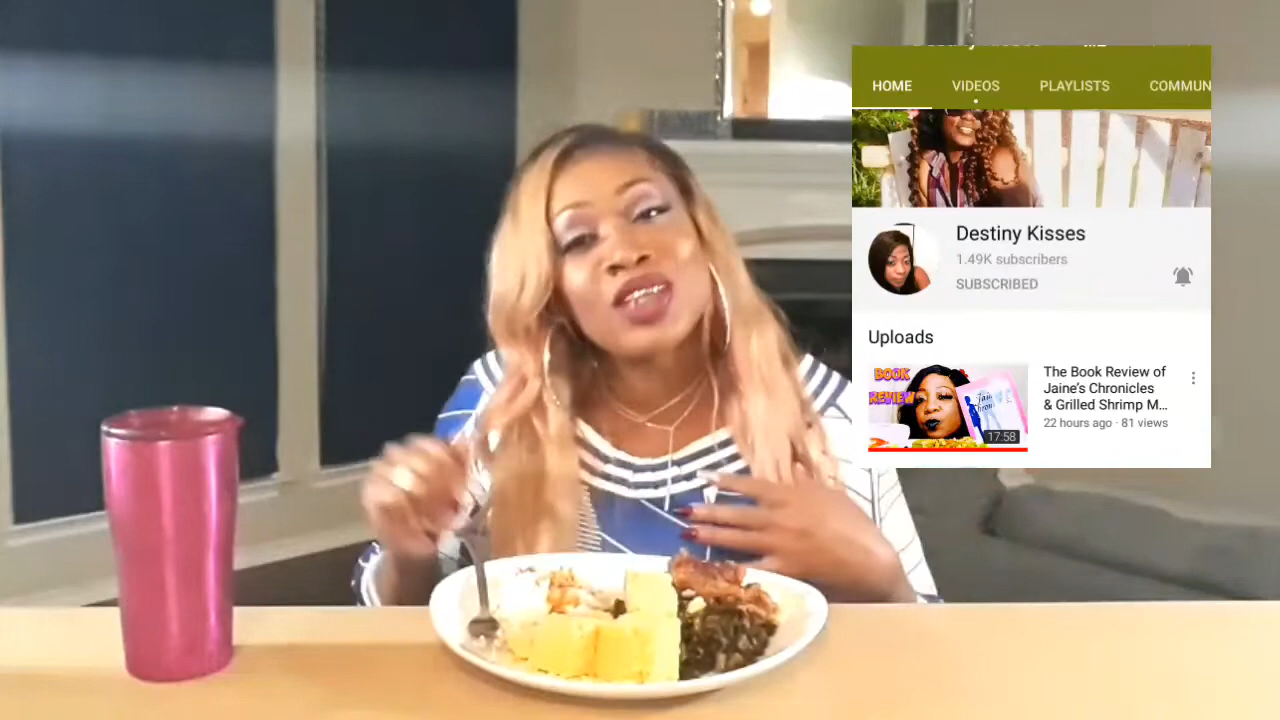 HOME VIDEOS PLAYLISTS COMMUN
Destiny Kisses
1.49K subscribers
SUBSCRIBED
Uploads
BOOK
REVIEW
17:58
The Book Review of
Jaine's Chronicles
& Grilled Shrimp M...
22 hours ago · 81 views